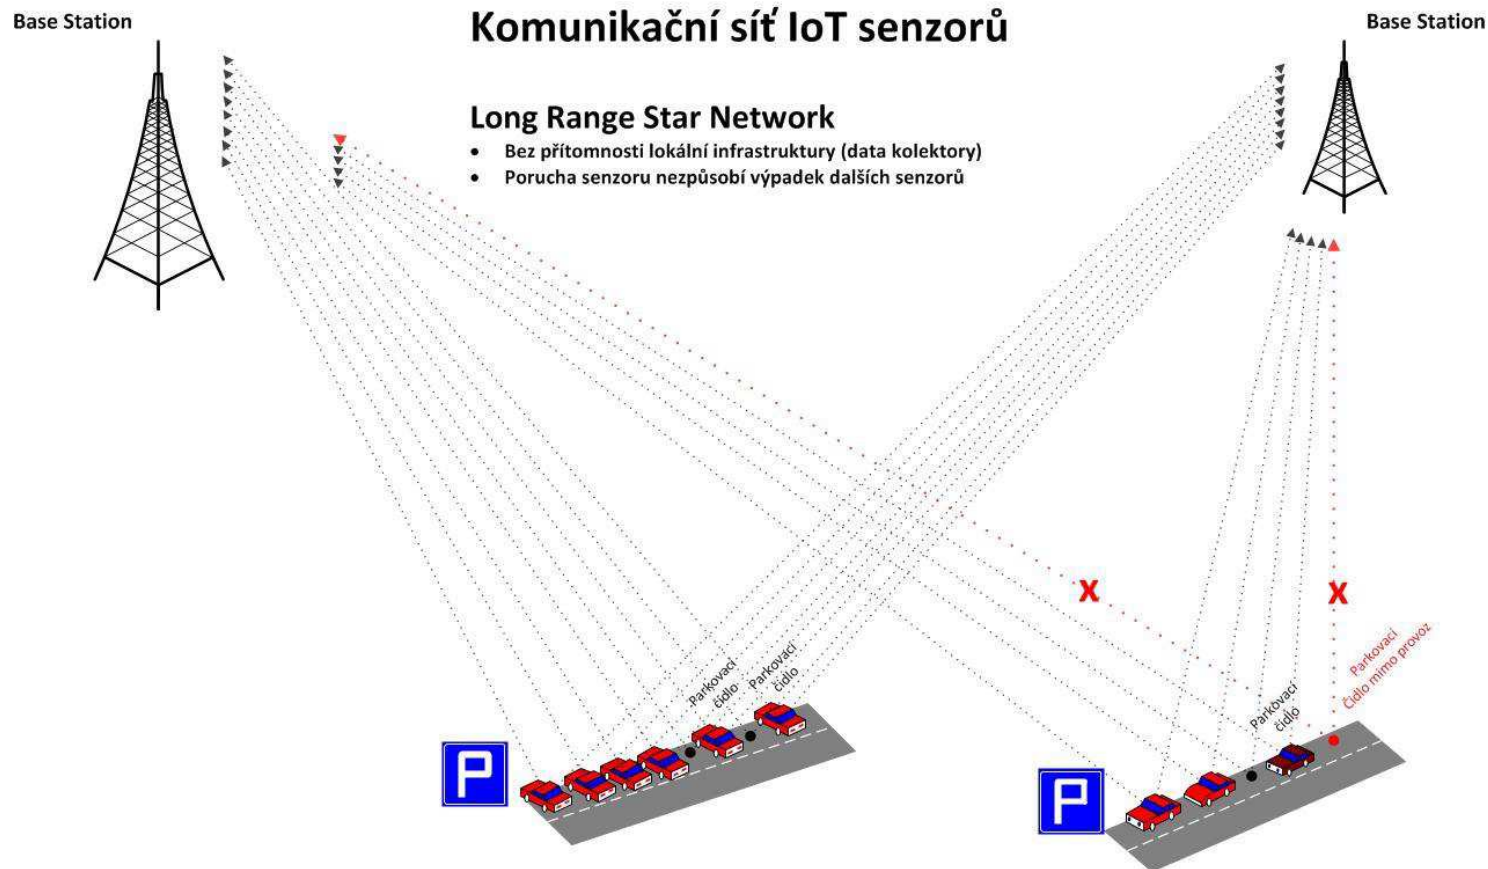 Base Station
Komunikační síť IoT senzorů
Base Station
Long Range Star Network
• Bez přítomnosti lokální infrastruktury (data kolektory)
• Porucha senzoru nezpůsobí výpadek dalších senzorů
X
X
Parkovací
čidlo
Parkovací
čidlo
Parkovací
čidlo
Parkovací
Čidlo mimo provoz
P
P